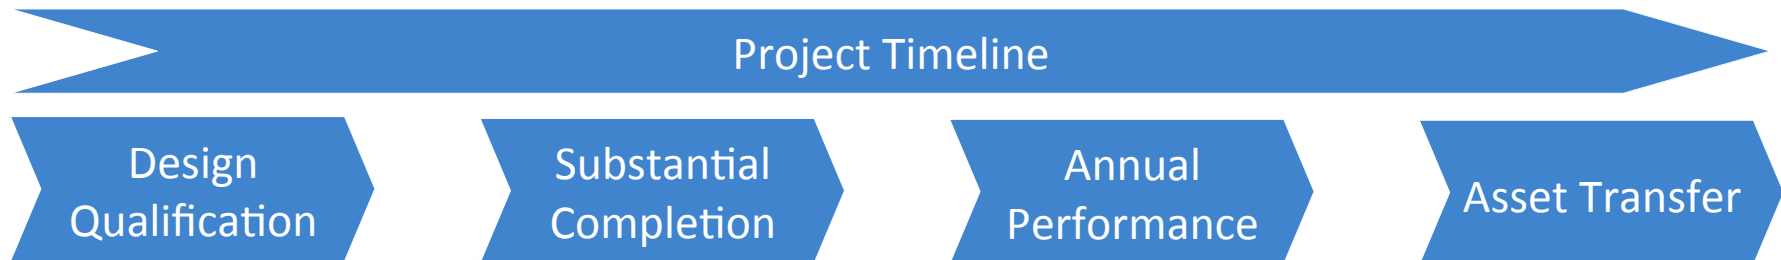 Project Timeline
Design
Qualification
Substantial
Completion
Annual
Performance
Asset Transfer